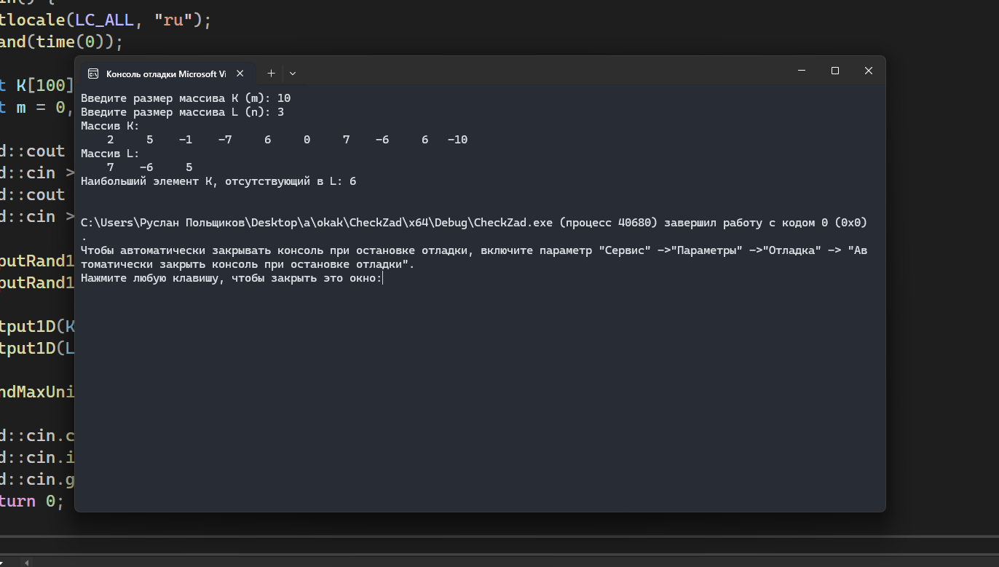 tlocale(LC_ALL, "ru");
and(time(0));
Консоль отладки Microsoft Vi
t K[100]
t m = 0,
Введите размер массива K (m): 10
Введите размер массива L (n): 3
Массив K:
2 5 -1 -7 6 0 7 -6 6 -10
Массив L:
7 -6 5
Наибольший элемент K, отсутствующий в L: 6
d::cout
d::cin >
d::cout
d::cin >
C:\Users\Руслан Польщиков\Desktop\a\okak\CheckZad\x64\Debug\CheckZad.exe (процесс 40680) завершил работу с кодом 0 (0x0)
.
Чтобы автоматически закрывать консоль при остановке отладки, включите параметр "Сервис" ->"Параметры" ->"Отладка" -> "Ав
томатически закрыть консоль при остановке отладки".
Нажмите любую клавишу, чтобы закрыть это окно:
putRand1
putRand1
tput1D(K
tput1D(L
ndMaxUni
d::cin.c
d::cin.i
d::cin.g
turn 0;